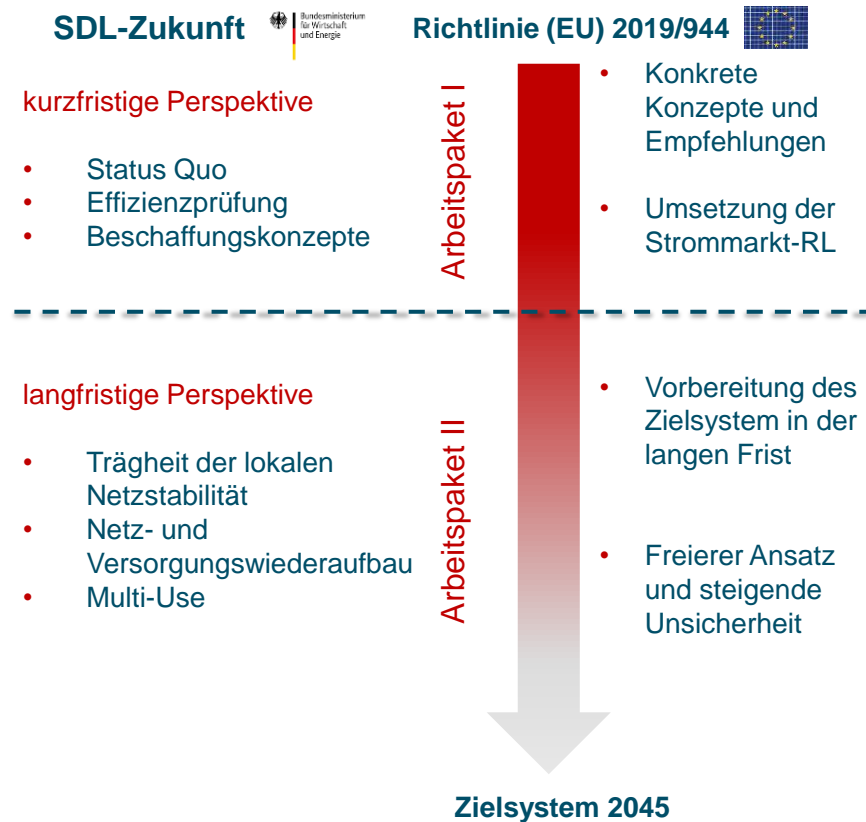 SDL-Zukunft
Bundesministerium
für Wirtschaft
und Energie
Richtlinie (EU) 2019/944
kurzfristige Perspektive
• Status Quo
• Effizienzprüfung
• Beschaffungskonzepte
Arbeitspaket I
• Konkrete
Konzepte und
Empfehlungen
• Umsetzung der
Strommarkt-RL
langfristige Perspektive
• Trägheit der lokalen
Netzstabilität
• Netz- und
Versorgungswiederaufbau
• Multi-Use
Arbeitspaket II
• Vorbereitung des
Zielsystem in der
langen Frist
• Freierer Ansatz
und steigende
Unsicherheit
Zielsystem 2045